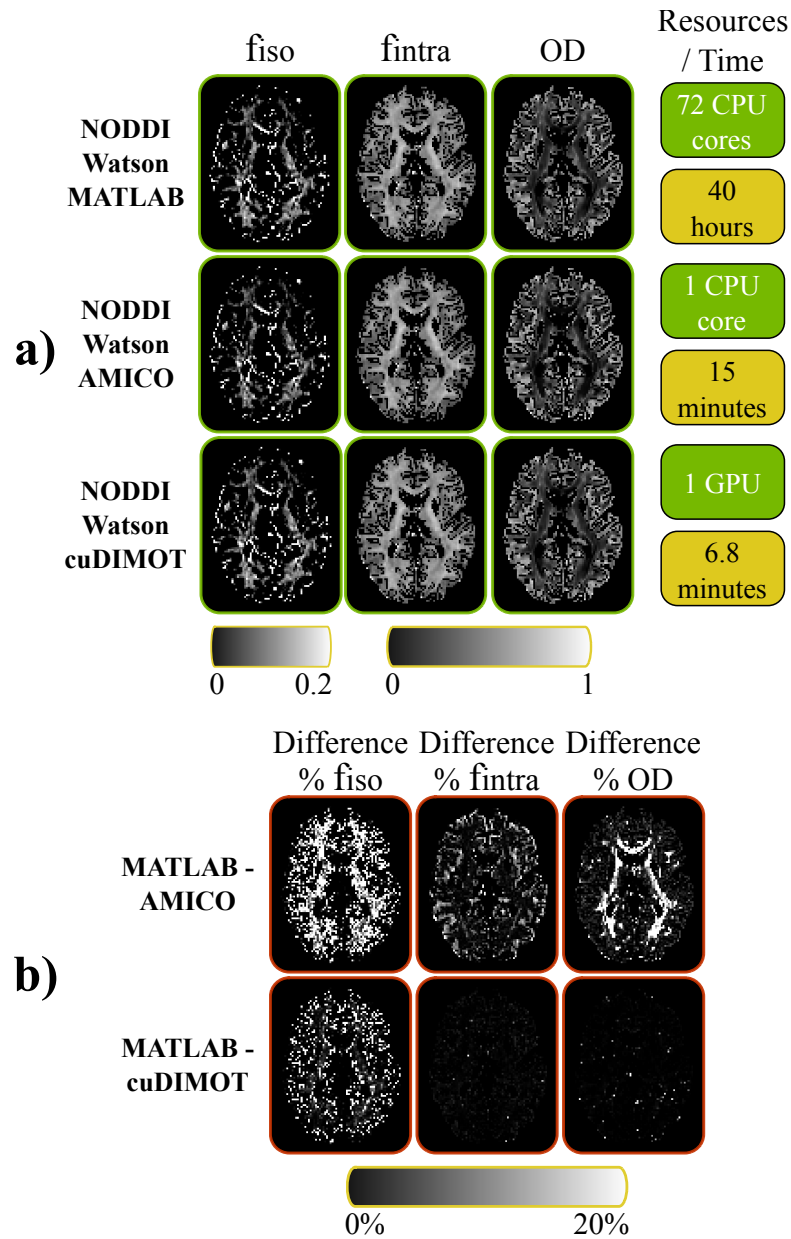 fiso fintra OD Resources
/ Time
a)
NODDI
Watson
MATLAB
72 CPU
cores
40
hours
NODDI
Watson
AMICO
1 CPU
core
15
minutes
NODDI
Watson
cuDIMOT
1 GPU
6.8
minutes
0 0.2
0 1
b)
Difference
% fiso
Difference
% fintra
Difference
% OD
MATLAB -
AMICO
MATLAB -
cuDIMOT
0% 20%